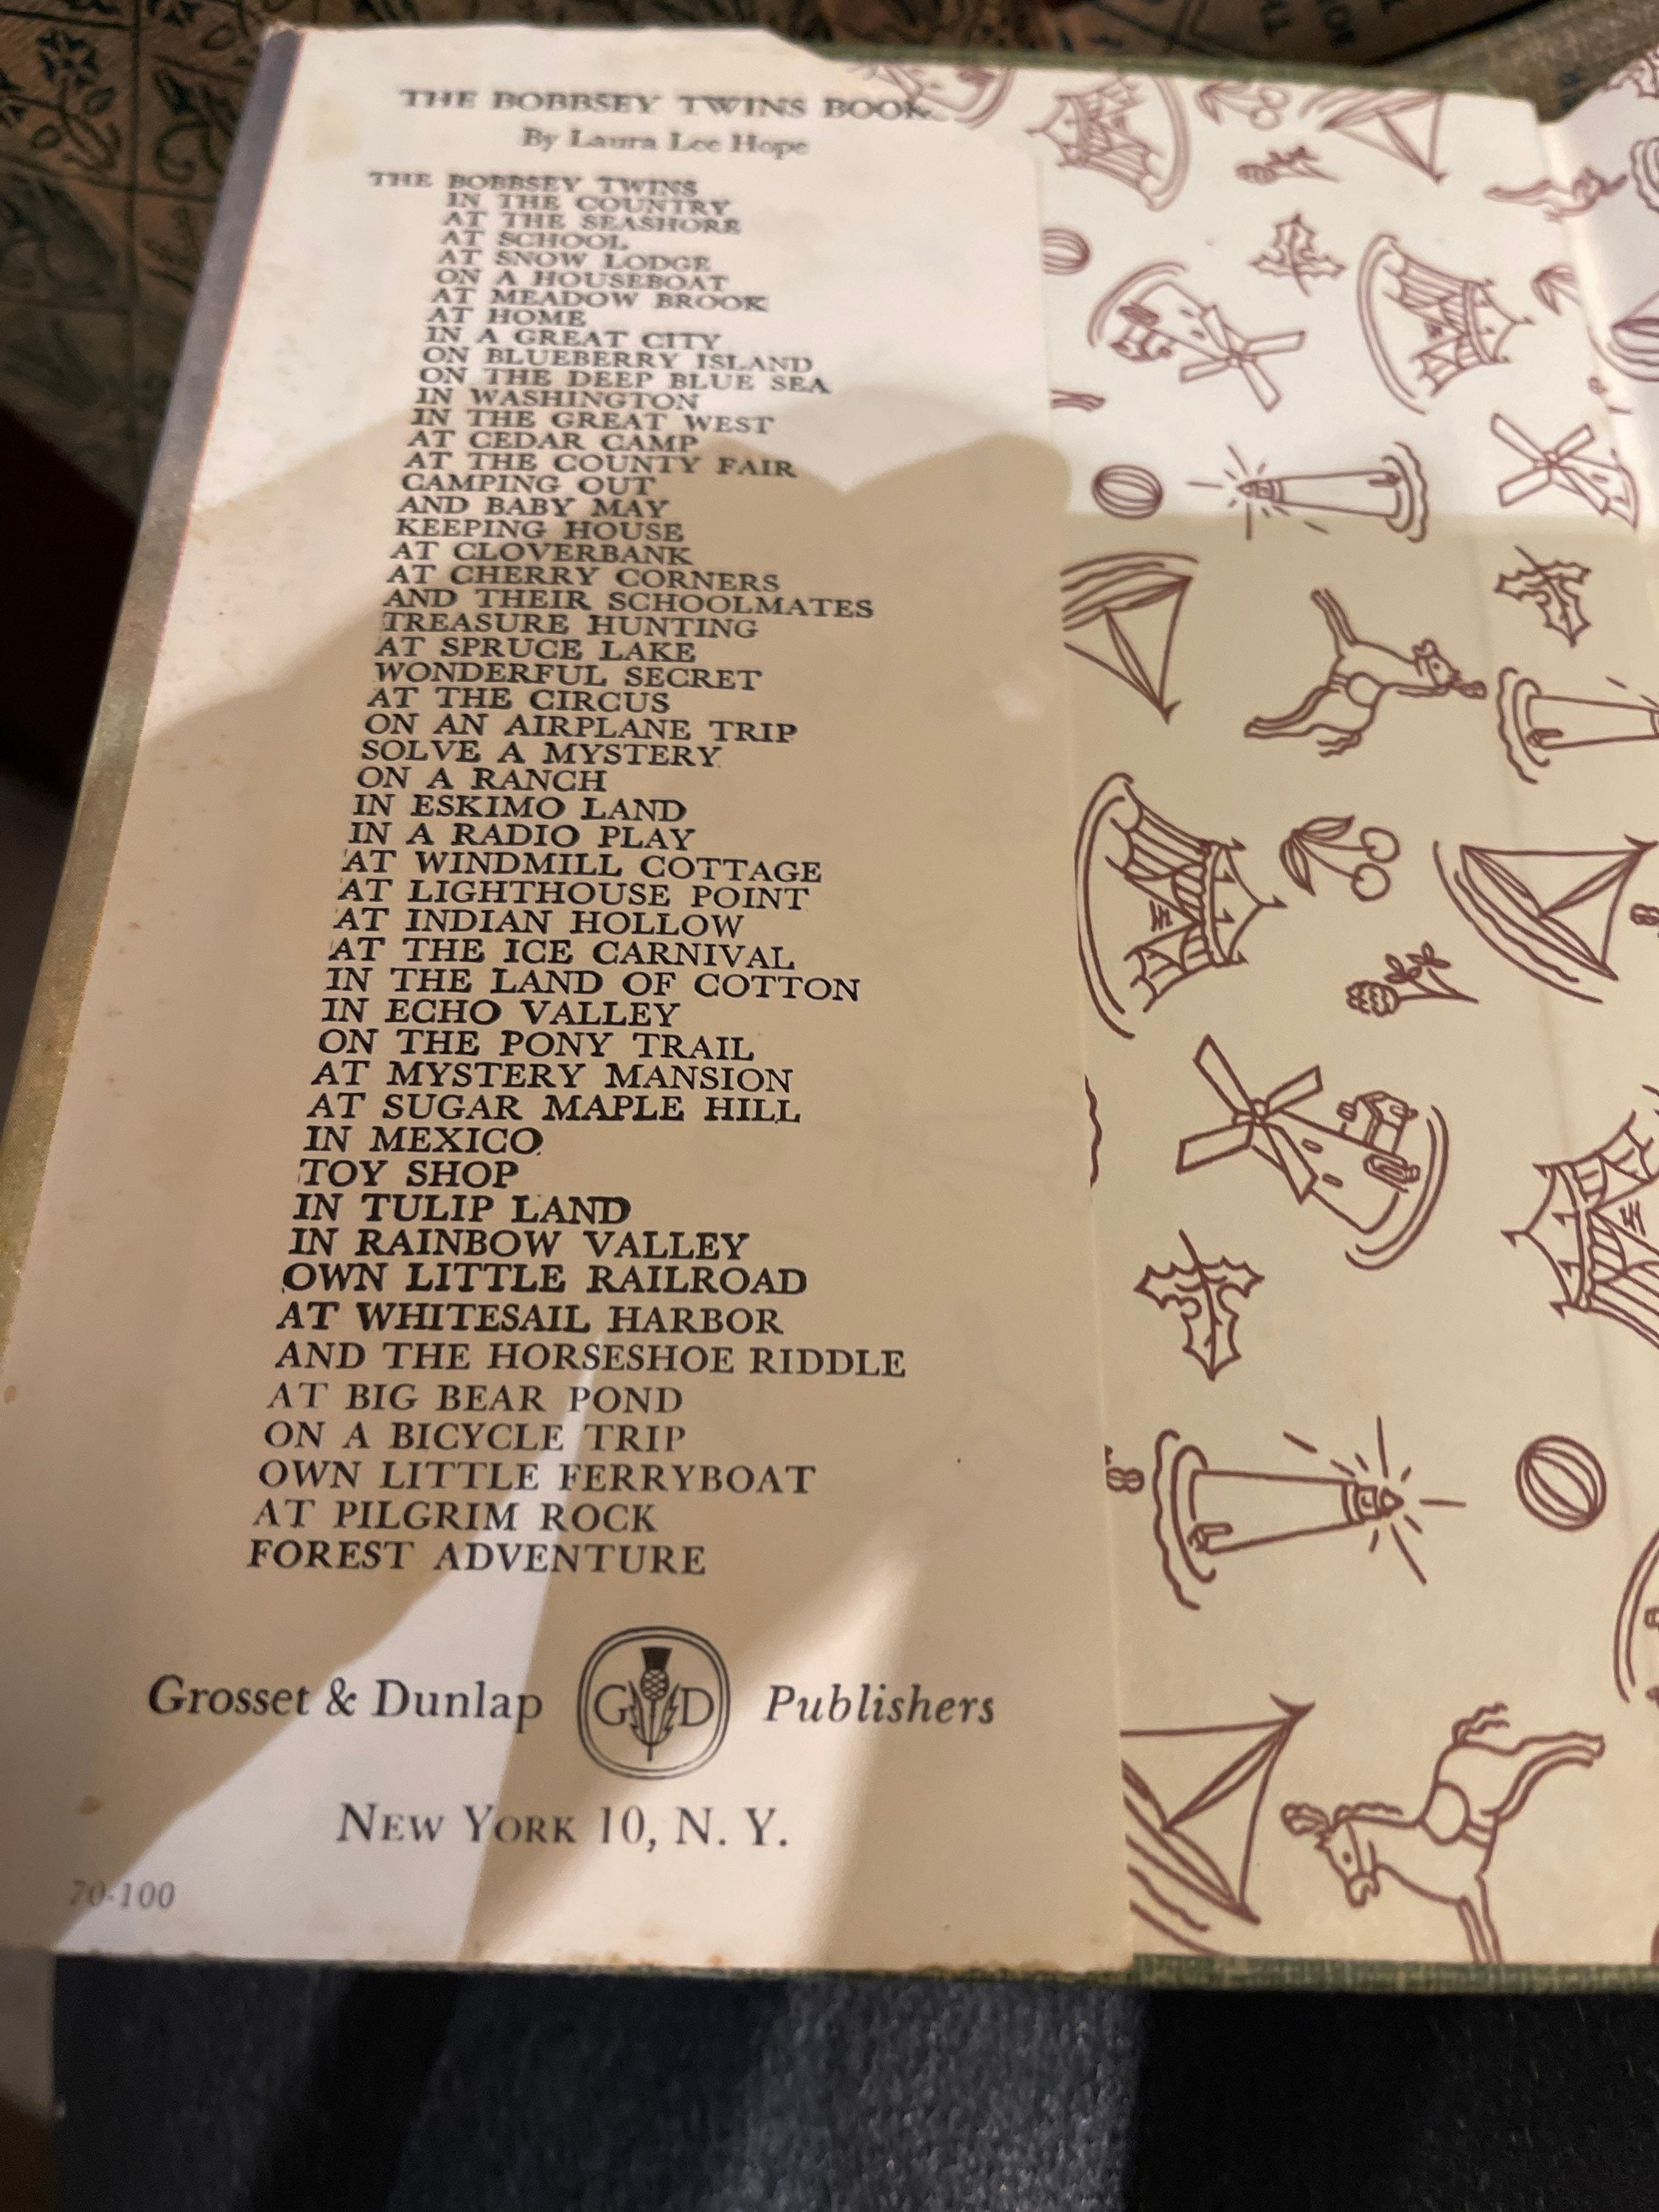 THE BOBBSEY TWINS BOOK
By Laura Lee Hope
THE BOBBSEY TWINS
IN THE COUNTRY
AT THE SEASHORE
AT SCHOOL
AT SNOW LODGE
ON A HOUSEBOAT
AT MEADOW BROOK
AT HOME
IN A GREAT CITY
ON BLUEBERRY ISLAND
ON THE DEEP BLUE SEA
IN WASHINGTON
IN THE GREAT WEST
AT CEDAR CAMP
AT THE COUNTY FAIR
CAMPING OUT
AND BABY MAY
KEEPING HOUSE
AT CLOVERBANK
AT CHERRY CORNERS
AND THEIR SCHOOLMATES
TREASURE HUNTING
AT SPRUCE LAKE
WONDERFUL SECRET
AT THE CIRCUS
ON AN AIRPLANE TRIP
SOLVE A MYSTERY
ON A RANCH
IN ESKIMO LAND
IN A RADIO PLAY
AT WINDMILL COTTAGE
AT LIGHTHOUSE POINT
AT INDIAN HOLLOW
AT THE ICE CARNIVAL
IN THE LAND OF COTTON
IN ECHO VALLEY
ON THE PONY TRAIL
AT MYSTERY MANSION
AT SUGAR MAPLE HILL
IN MEXICO
TOY SHOP
IN TULIP LAND
IN RAINBOW VALLEY
OWN LITTLE RAILROAD
AT WHITESAIL HARBOR
AND THE HORSESHOE RIDDLE
AT BIG BEAR POND
ON A BICYCLE TRIP
OWN LITTLE FERRYBOAT
AT PILGRIM ROCK
FOREST ADVENTURE
Grosset & Dunlap G D Publishers
NEW YORK 10, N. Y.
70-100